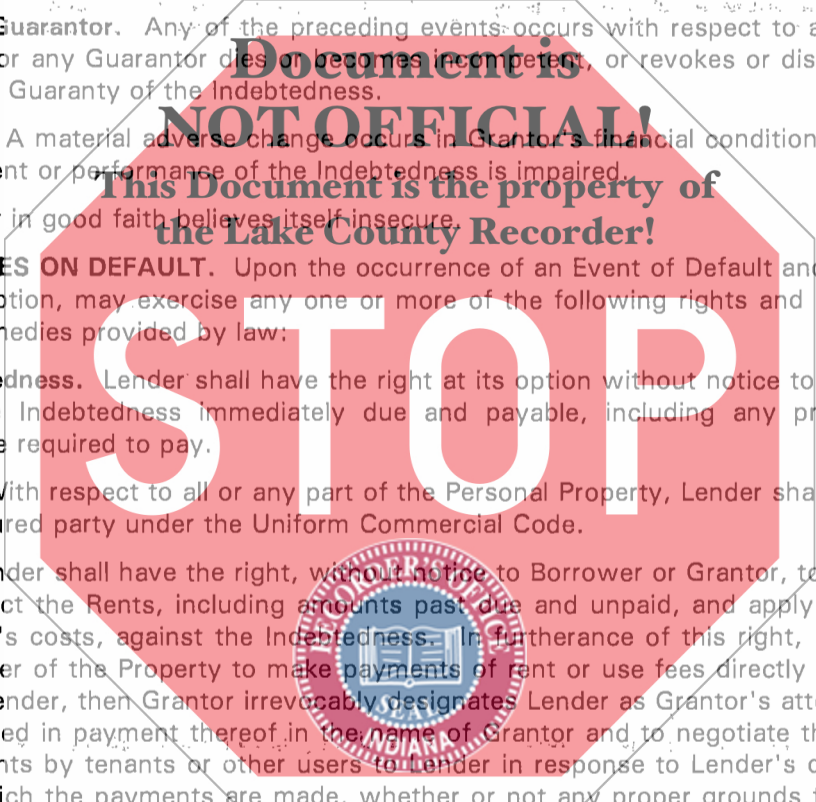 Guarantor. Any of the preceding events occurs with respect to a
or any Guarantor dies or becomes incompetent, or revokes or dis
Guaranty of the Indebtedness.
A material adverse change occurs in Grantor's financial condition
nt or performance of the Indebtedness is impaired.
in good faith believes itself insecure.
ES ON DEFAULT. Upon the occurrence of an Event of Default and
ption, may exercise any one or more of the following rights and
nedies provided by law:
edness. Lender shall have the right at its option without notice to
Indebtedness immediately due and payable, including any pr
e required to pay.
With respect to all or any part of the Personal Property, Lender sha
ured party under the Uniform Commercial Code.
nder shall have the right, without notice to Borrower or Grantor, to
ct the Rents, including amounts past due and unpaid, and apply
's costs, against the Indebtedness. In furtherance of this right,
er of the Property to make payments of rent or use fees directly
ender, then Grantor irrevocably designates Lender as Grantor's att
ed in payment thereof in the name of Grantor and to negotiate th
nts by tenants or other users to Lender in response to Lender's d
ich the payments are made, whether or not any proper grounds f
Document is
NOT OFFICIAL!
This Document is the property of
the Lake County Recorder!
STOP
RECORDER'S OFFICE
SEAL
INDIANA